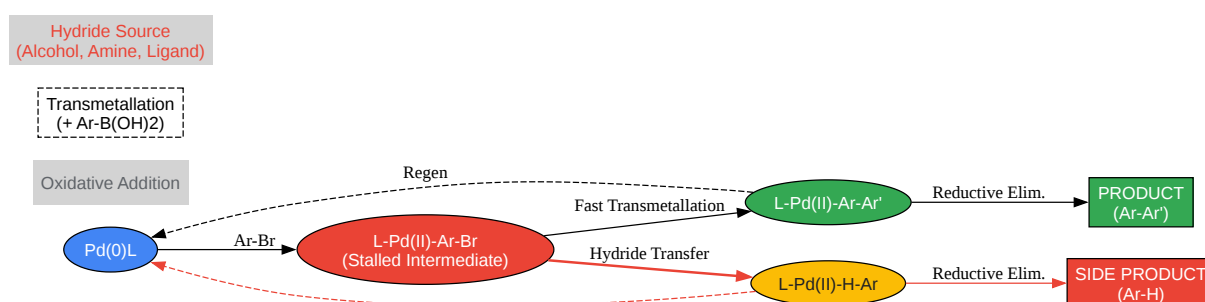 Hydride Source
(Alcohol, Amine, Ligand)
Transmetallation
(+ Ar-B(OH)2)
Oxidative Addition
Regen
Pd(0)L
Ar-Br
L-Pd(II)-Ar-Br
(Stalled Intermediate)
Fast Transmetallation
Hydride Transfer
L-Pd(II)-Ar-Ar'
Reductive Elim.
PRODUCT
(Ar-Ar')
L-Pd(II)-H-Ar
Reductive Elim.
SIDE PRODUCT
(Ar-H)